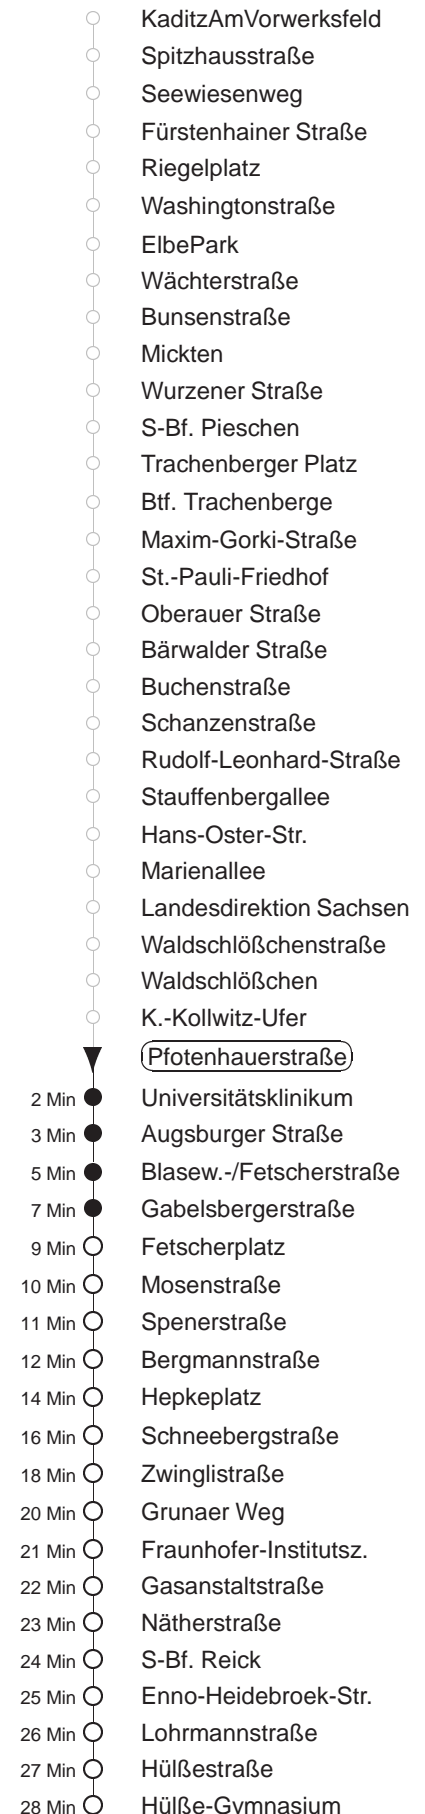 KaditzAmVorwerksfeld
Spitzhausstraße
Seewiesenweg
Fürstenhainer Straße
Riegelplatz
Washingtonstraße
ElbePark
Wächterstraße
Bunsenstraße
Mickten
Wurzener Straße
S-Bf. Pieschen
Trachenberger Platz
Btf. Trachenberge
Maxim-Gorki-Straße
St.-Pauli-Friedhof
Oberauer Straße
Bärwalder Straße
Buchenstraße
Schanzenstraße
Rudolf-Leonhard-Straße
Stauffenbergallee
Hans-Oster-Str.
Marienallee
Landesdirektion Sachsen
Waldschlößchenstraße
Waldschlößchen
K.-Kollwitz-Ufer
Pfotenhauerstraße
2 Min Universitätsklinikum
3 Min Augsburger Straße
5 Min Blasew.-/Fetscherstraße
7 Min Gabelsbergerstraße
9 Min Fetscherplatz
10 Min Mosenstraße
11 Min Spenerstraße
12 Min Bergmannstraße
14 Min Hepkeplatz
16 Min Schneebergstraße
18 Min Zwinglistraße
20 Min Grunaer Weg
21 Min Fraunhofer-Institutsz.
22 Min Gasanstaltstraße
23 Min Nätherstraße
24 Min S-Bf. Reick
25 Min Enno-Heidebroek-Str.
26 Min Lohrmannstraße
27 Min Hülßestraße
28 Min Hülße-Gymnasium